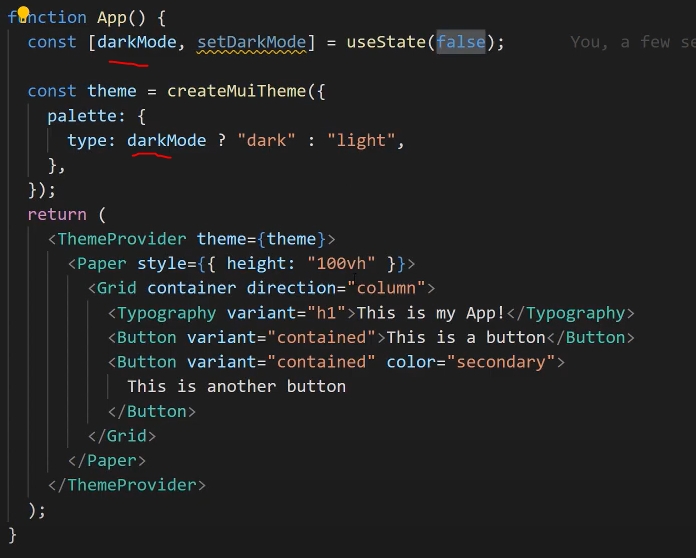 function App() {
const [darkMode, setDarkMode] = useState(false); You, a few se
const theme = createMuiTheme({
palette: {
type: darkMode ? "dark" : "light",
},
});
return (
<ThemeProvider theme={theme}>
<Paper style={{ height: "100vh" }}>
<Grid container direction="column">
<Typography variant="h1">This is my App!</Typography>
<Button variant="contained">This is a button</Button>
<Button variant="contained" color="secondary">
This is another button
</Button>
</Grid>
</Paper>
</ThemeProvider>
);
}